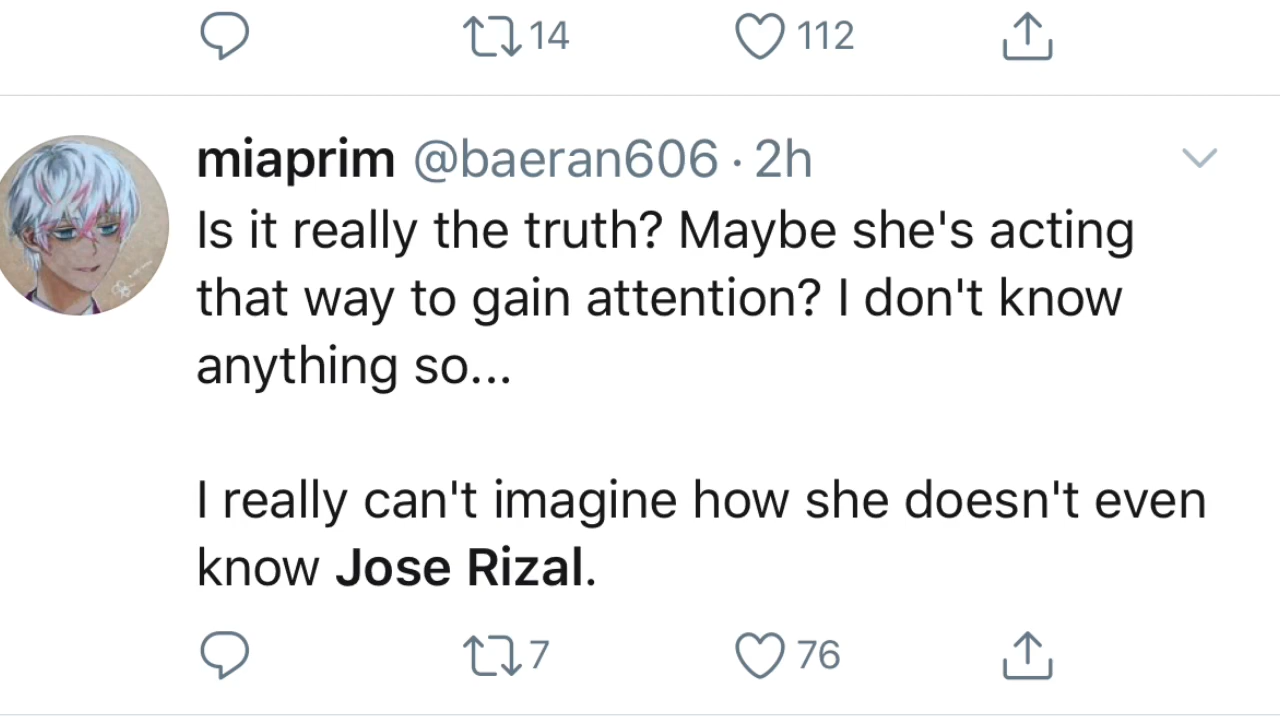 14 112
miaprim @baeran606 · 2h
Is it really the truth? Maybe she's acting
that way to gain attention? I don't know
anything so...
I really can't imagine how she doesn't even
know Jose Rizal.
7 76